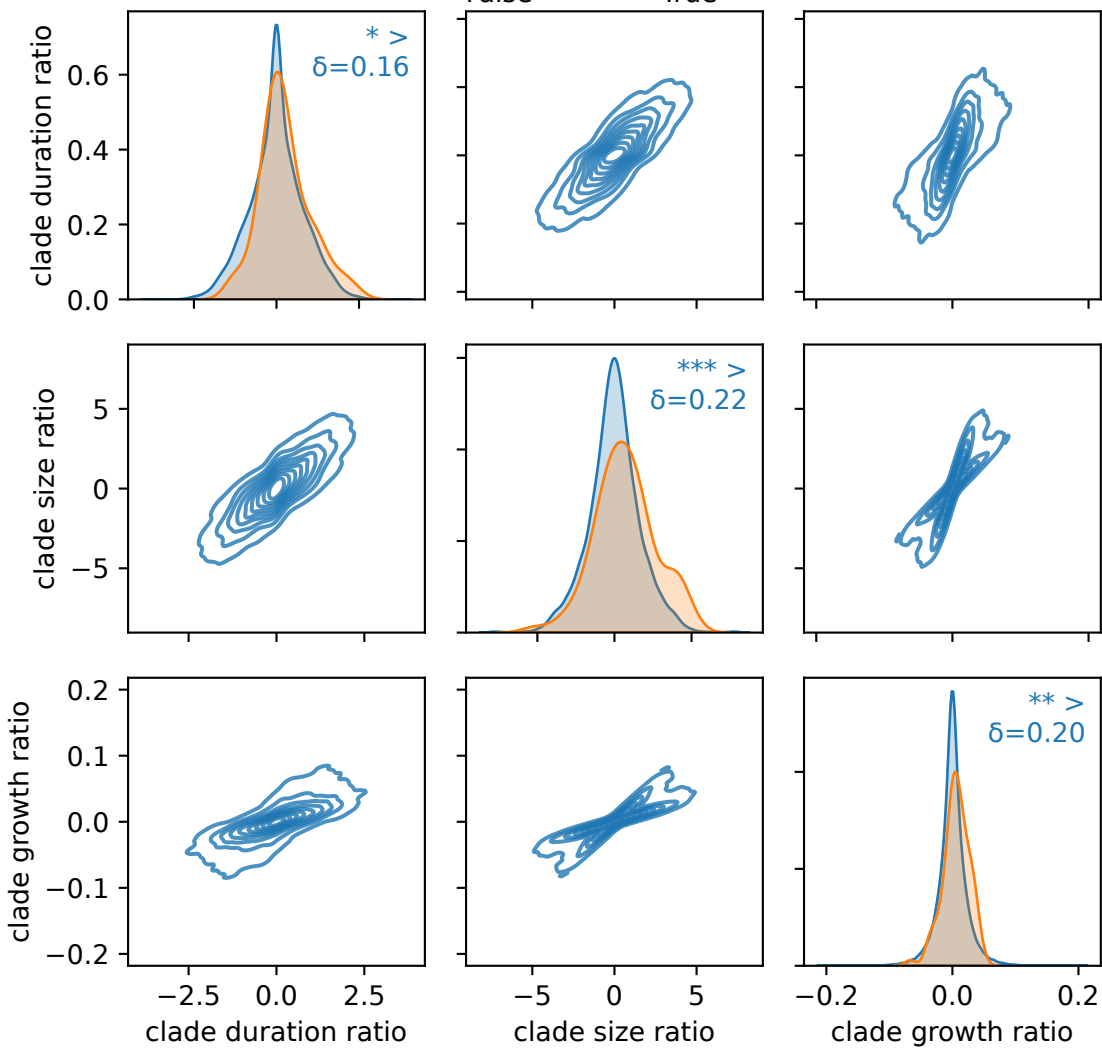 True
clade duration ratio
0.6
0.4
0.2
0.0
* >
δ=0.16
clade size ratio
5
0
−5
*** >
δ=0.22
clade growth ratio
0.2
0.1
0.0
−0.1
−0.2
** >
δ=0.20
−2.5 0.0 2.5
−5 0 5
−0.2 0.0 0.2
clade duration ratio
clade size ratio
clade growth ratio